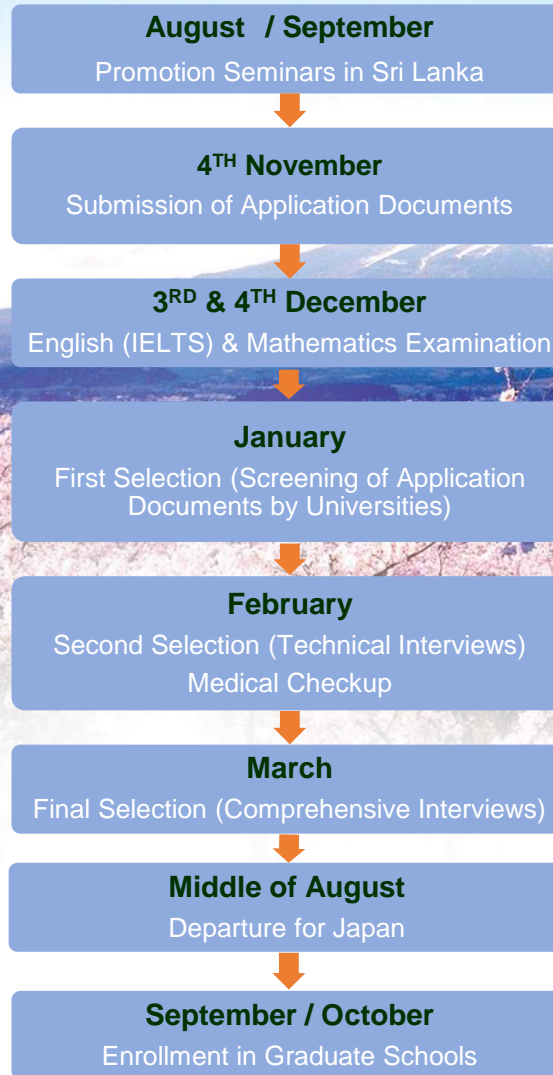 August / September
Promotion Seminars in Sri Lanka
4TH November
Submission of Application Documents
3RD & 4TH December
English (IELTS) & Mathematics Examination
January
First Selection (Screening of Application
Documents by Universities)
February
Second Selection (Technical Interviews)
Medical Checkup
March
Final Selection (Comprehensive Interviews)
Middle of August
Departure for Japan
September / October
Enrollment in Graduate Schools